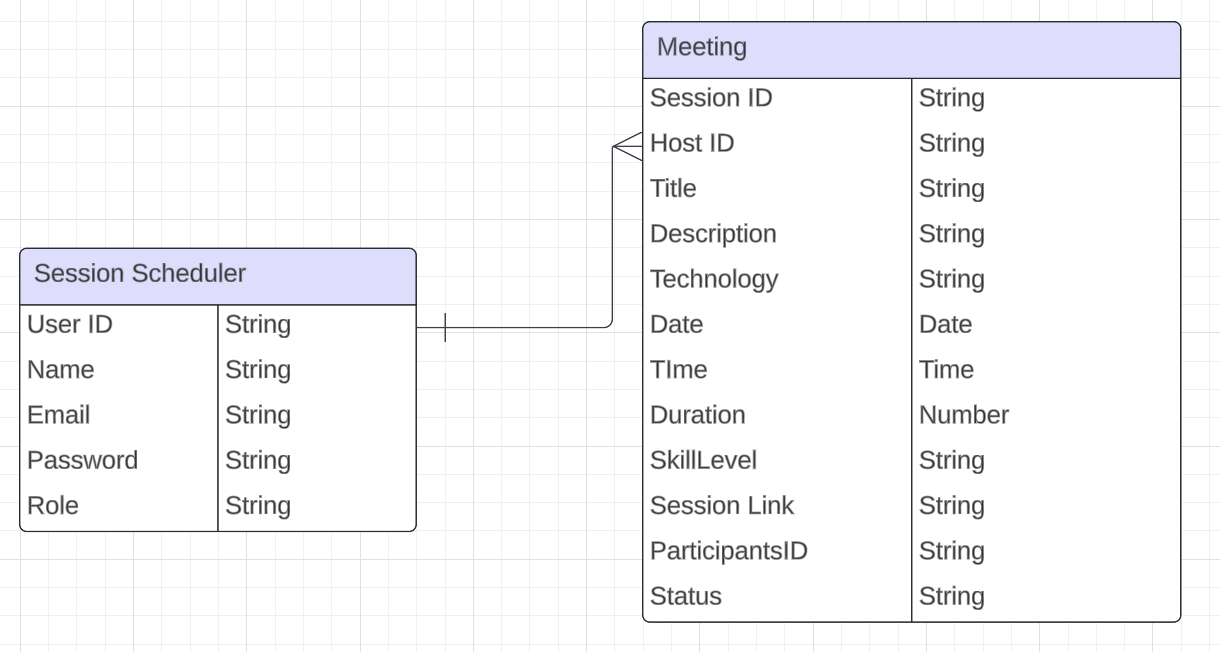 Meeting
Session ID String
Host ID String
Title String
Description String
Technology String
Date Date
TIme Time
Duration Number
SkillLevel String
Session Link String
ParticipantsID String
Status String
Session Scheduler
User ID String
Name String
Email String
Password String
Role String